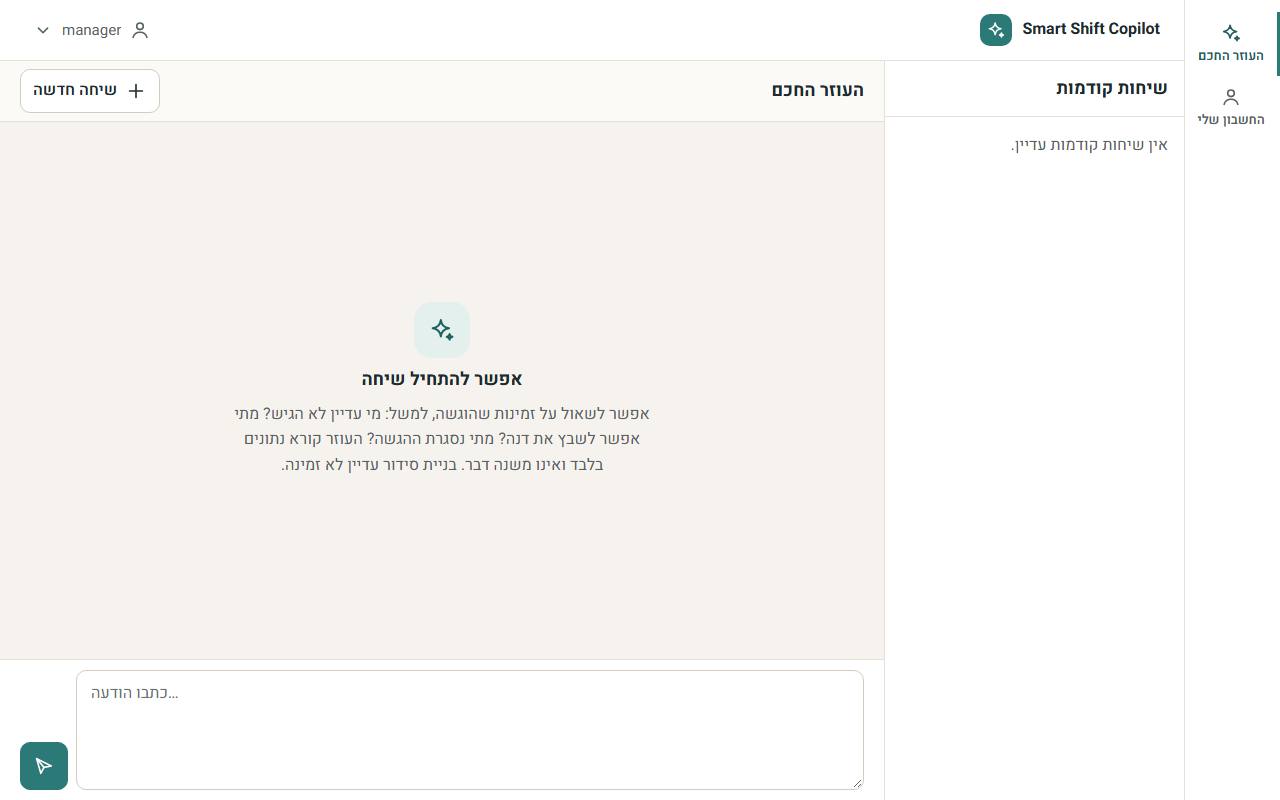 Smart Shift Copilot
manager
העוזר החכם
החשבון שלי
שיחות קודמות
אין שיחות קודמות עדיין.
העוזר החכם
שיחה חדשה
אפשר להתחיל שיחה
אפשר לשאול על זמינות שהוגשה, למשל: מי עדיין לא הגיש? מתי
אפשר לשבץ את דנה? מתי נסגרת ההגשה? העוזר קורא נתונים
בלבד ואינו משנה דבר. בניית סידור עדיין לא זמינה.
כתבו הודעה...